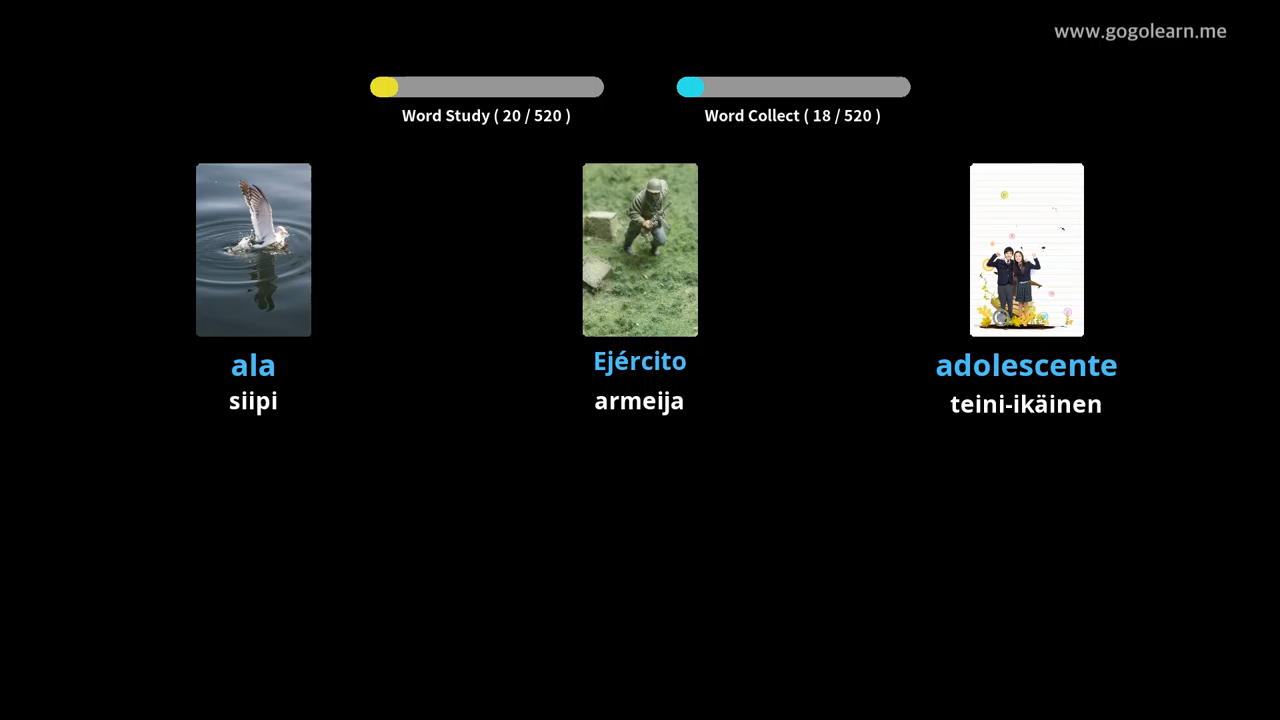 www.gogolearn.me
Word Study ( 20 / 520 )
Word Collect ( 18 / 520 )
ala
siipi
Ejército
armeija
adolescente
teini-ikäinen